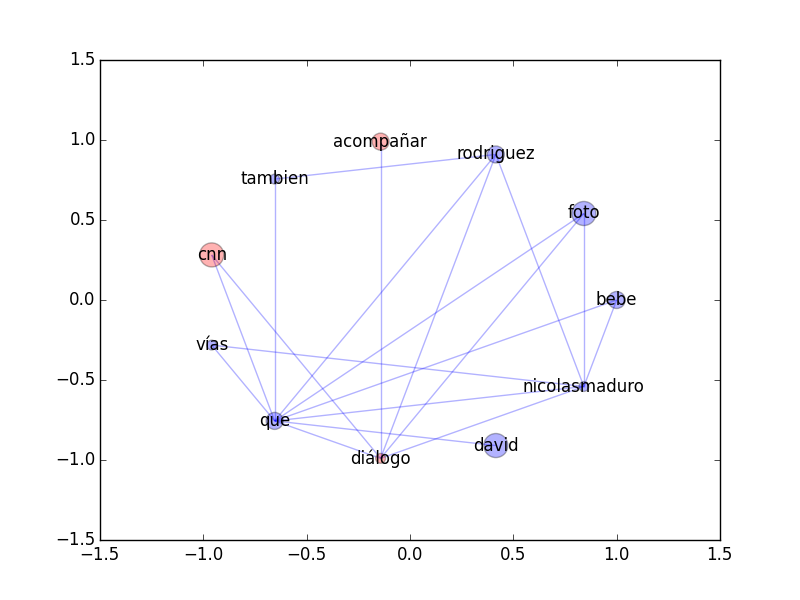 1.5
acompañar
1.0
rodriguez
tambien
0.5
foto
cnn
0.0
bebe
vías
−0.5
nicolasmaduro
que
david
−1.0
diálogo
−1.5
−1.5 −1.0 −0.5 0.0 0.5 1.0 1.5